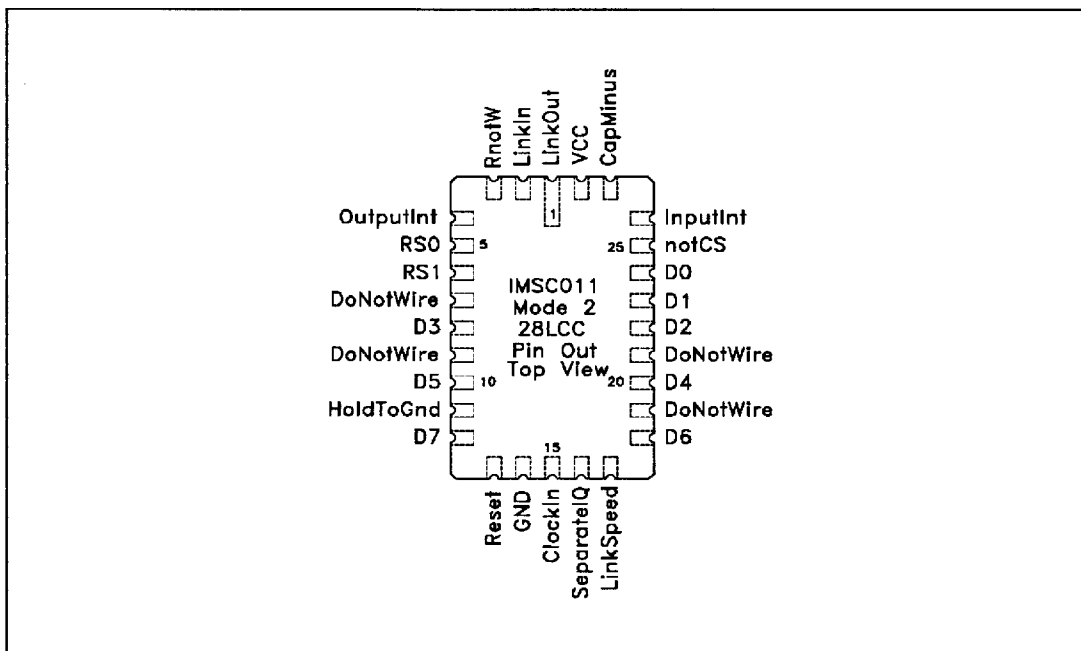 RnotW
LinkIn
LinkOut
VCC
CapMinus
OutputInt
1
InputInt
RS0
5
25
notCS
RS1
D0
DoNotWire
IMSC011
D1
D3
Mode 2
28LCC
D2
DoNotWire
Pin Out
DoNotWire
D5
10
Top View
20
D4
HoldToGnd
DoNotWire
D7
D6
15
Reset
GND
ClockIn
SeparateIQ
LinkSpeed